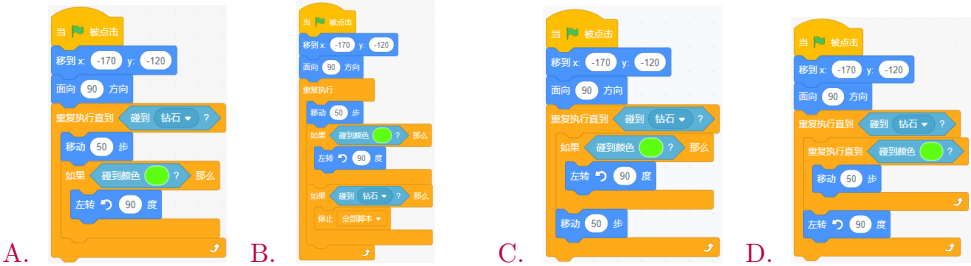 A.
当 被点击
移到 x: -170 y: -120
面向 90 方向
重复执行直到 碰到 钻石 ?
移动 50 步
如果 碰到颜色 ? 那么
左转 90 度
B.
当 被点击
移到 x: -170 y: -120
面向 90 方向
重复执行
移动 50 步
如果 碰到颜色 ? 那么
左转 90 度
如果 碰到 钻石 ? 那么
停止 全部脚本
C.
当 被点击
移到 x: -170 y: -120
面向 90 方向
重复执行直到 碰到 钻石 ?
如果 碰到颜色 ? 那么
左转 90 度
移动 50 步
D.
当 被点击
移到 x: -170 y: -120
面向 90 方向
重复执行直到 碰到 钻石 ?
重复执行直到 碰到颜色 ?
移动 50 步
左转 90 度